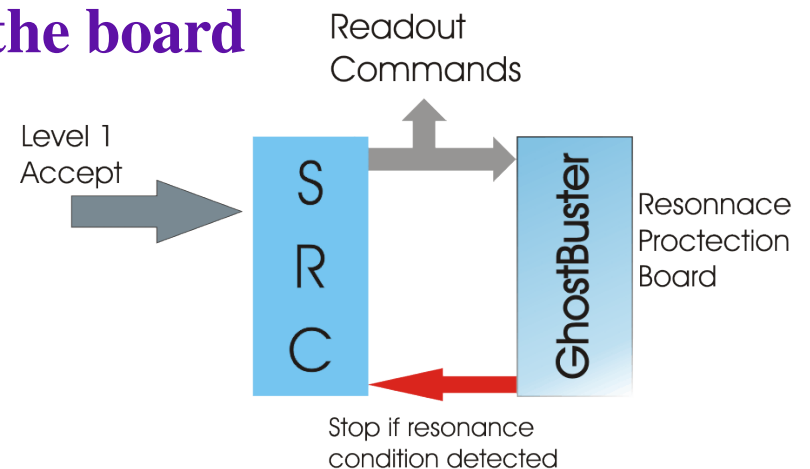 the board
Readout
Commands
Level 1
Accept
S
R
C
GhostBuster
Resonnace
Proctection
Board
Stop if resonance
condition detected